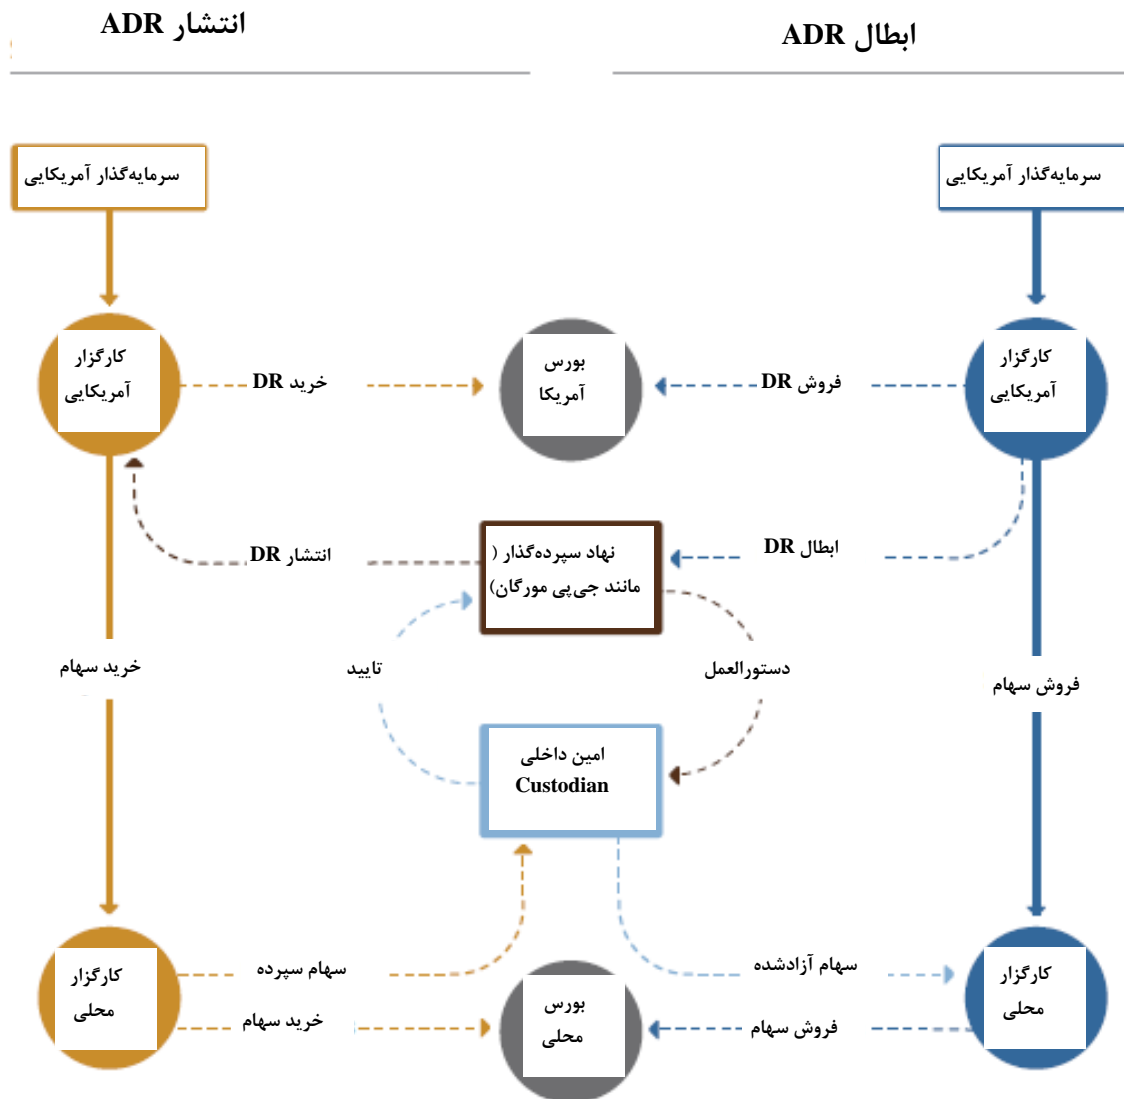 انتشار ADR
ابطال ADR
سرمایه‌گذار آمریکایی
سرمایه‌گذار آمریکایی
کارگزار
آمریکایی
خرید DR
بورس
آمریکا
فروش DR
کارگزار
آمریکایی
انتشار DR
نهاد سپرده‌گذار (
مانند جی‌پی مورگان)
ابطال DR
خرید سهام
تایید
دستورالعمل
فروش سهام
امین داخلی
Custodian
کارگزار
محلی
سهام سپرده
خرید سهام
بورس
محلی
سهام آزادشده
فروش سهام
کارگزار
محلی